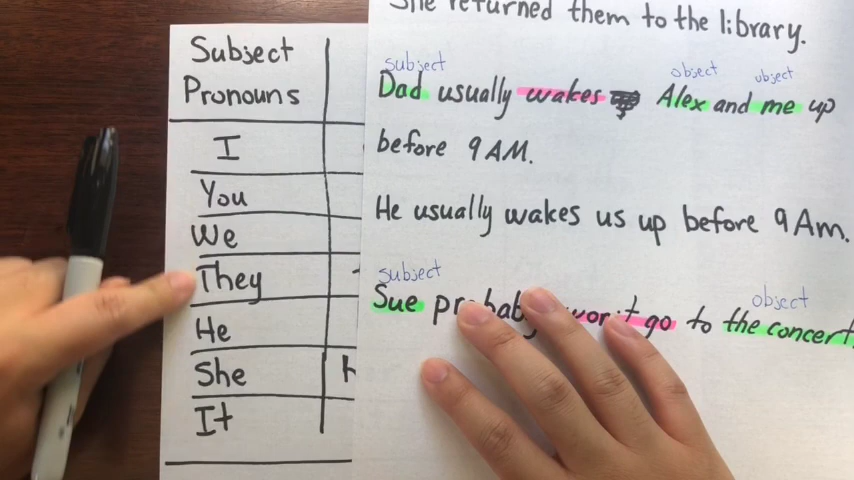 Subject
Pronouns
I
You
We
They
He
She
It
She returned them to the library.
subject object object
Dad usually wakes Alex and me up
before 9 AM.
He usually wakes us up before 9 Am.
subject object
Sue go to the concert